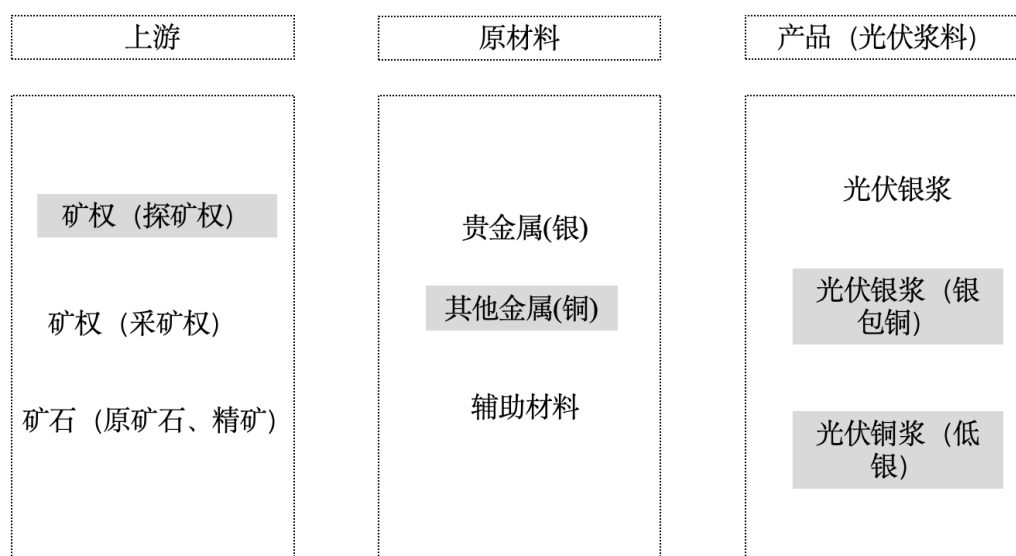 上游
原材料
产品（光伏浆料）
矿权（探矿权）
矿权（采矿权）
矿石（原矿石、精矿）
贵金属(银)
其他金属(铜)
辅助材料
光伏银浆
光伏银浆（银
包铜）
光伏铜浆（低
银）